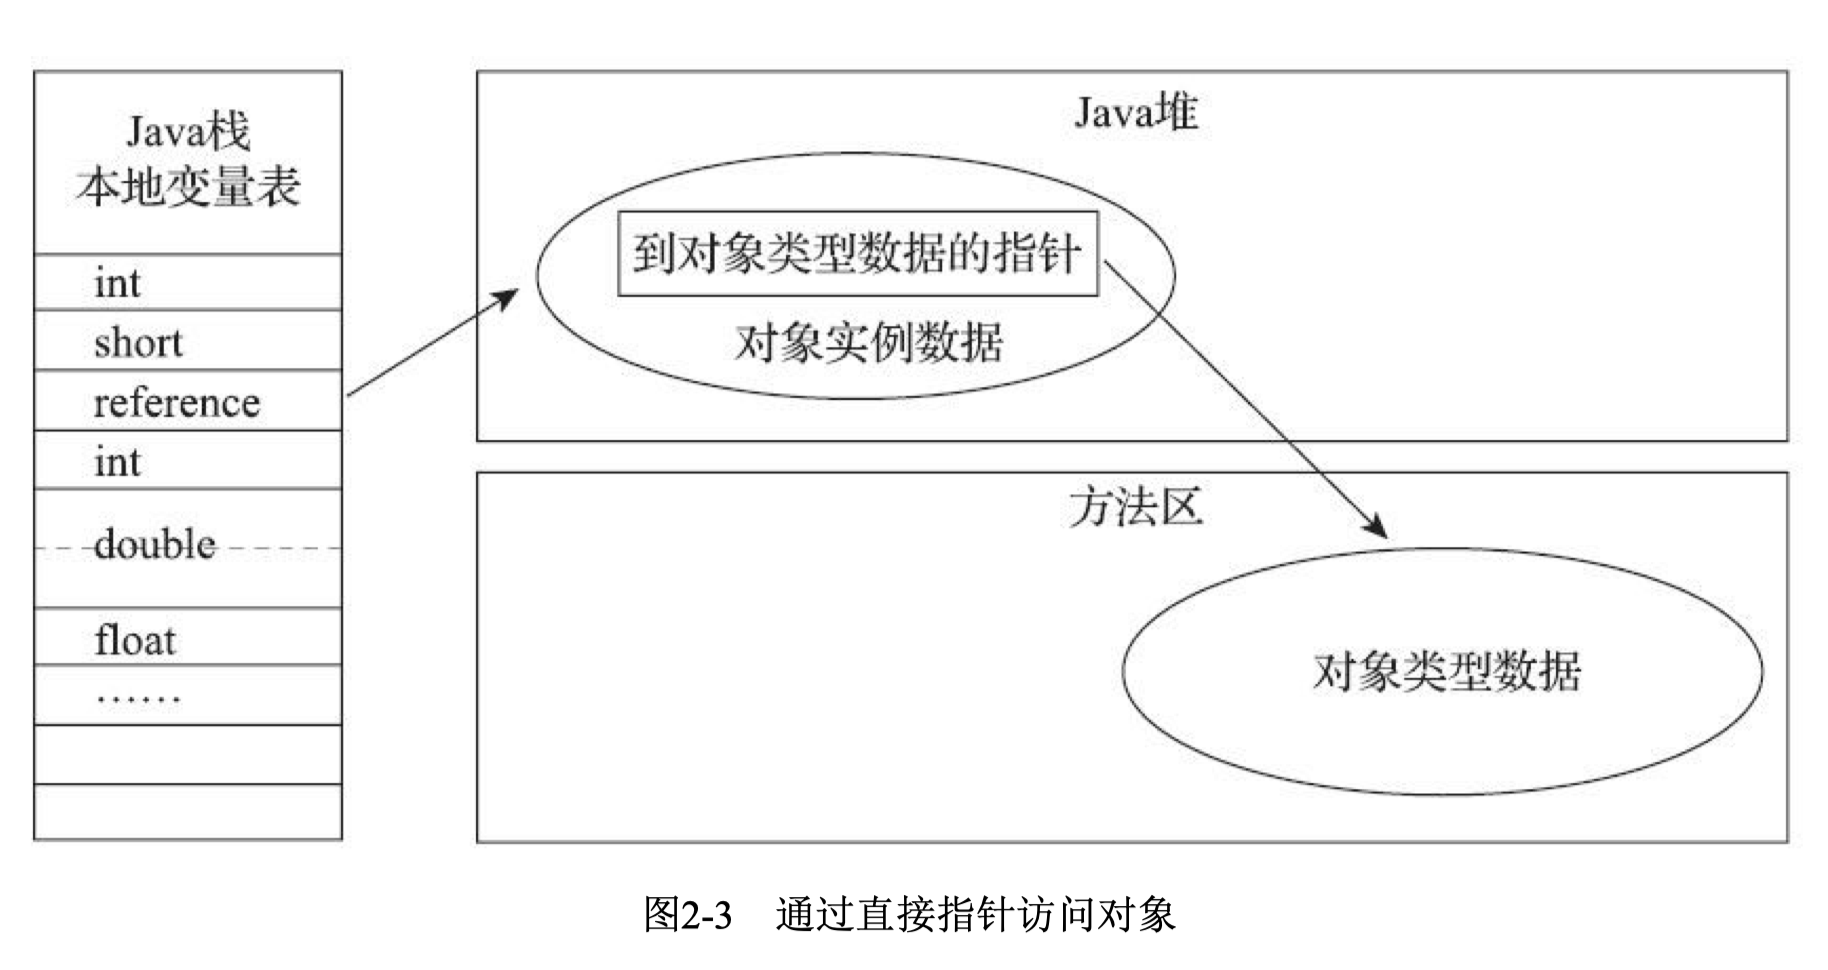 Java栈
本地变量表
int
short
reference
int
double
float
……
Java堆
到对象类型数据的指针
对象实例数据
方法区
对象类型数据
图2-3 通过直接指针访问对象